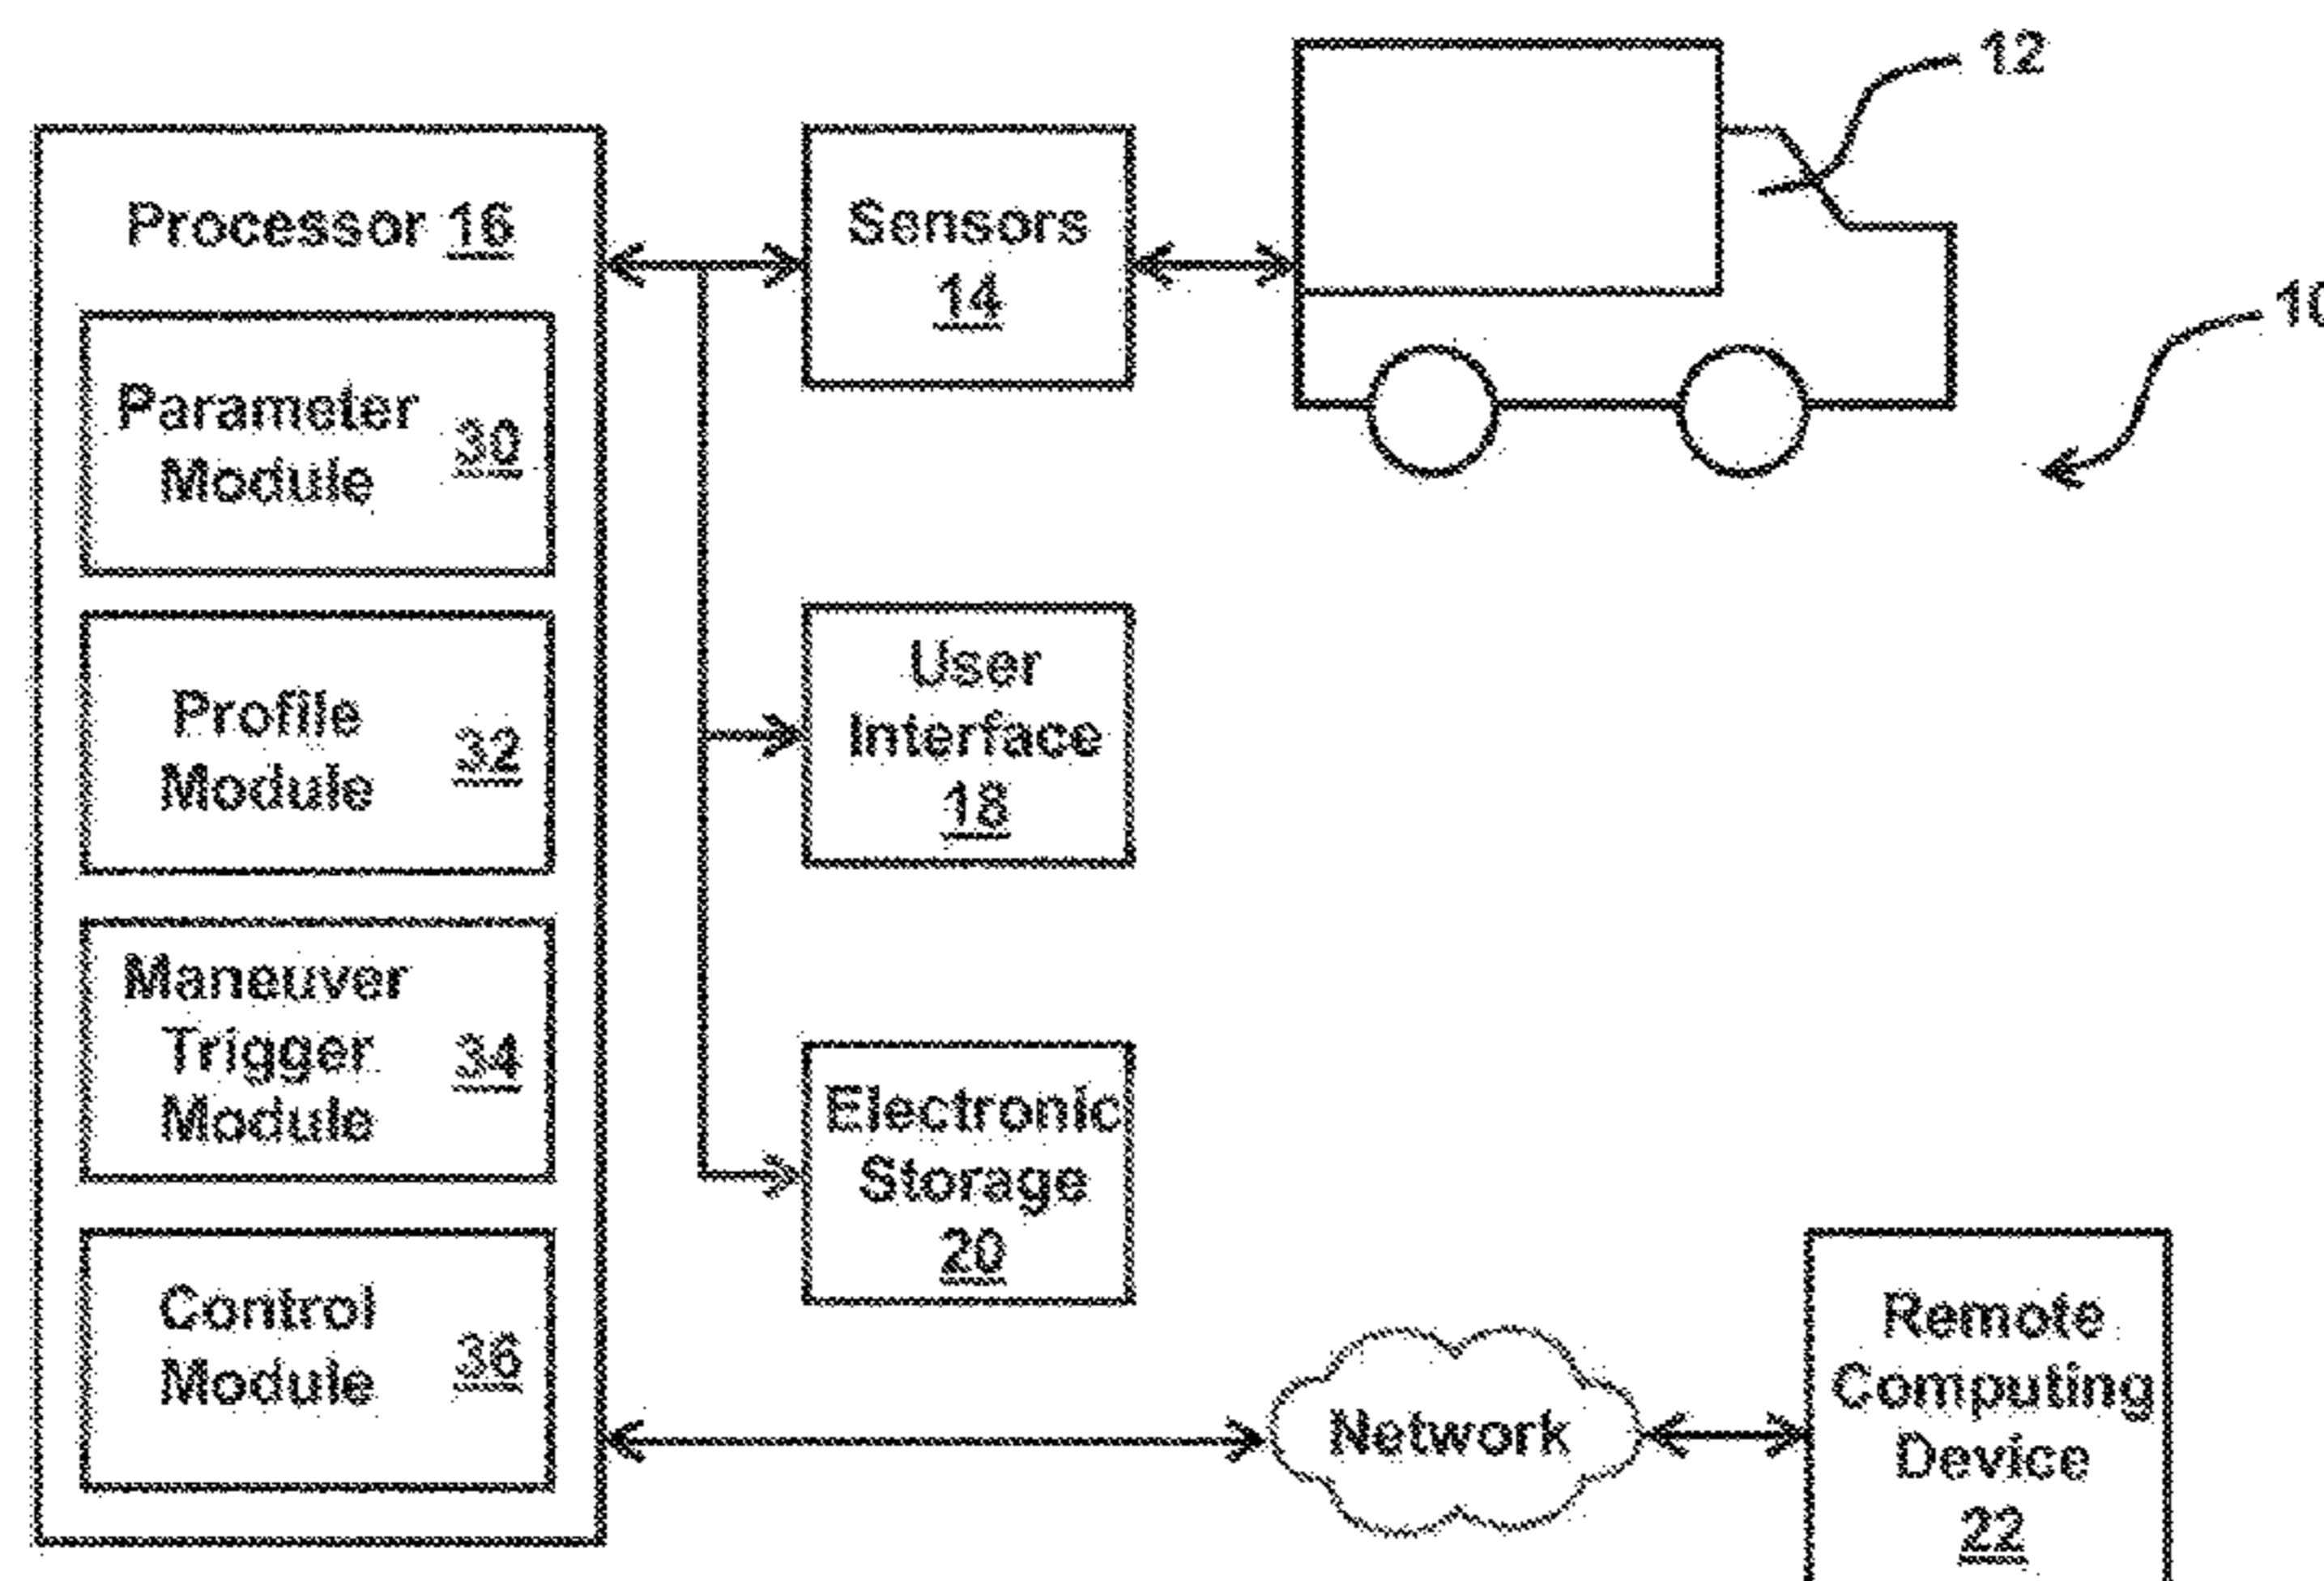 12
10
Processor 16
Parameter
Module
30
Profile
Module
32
Maneuver
Trigger
Module
34
Control
Module
36
Sensors
14
User
Interface
18
Electronic
Storage
20
Network
Remote
Computing
Device
22